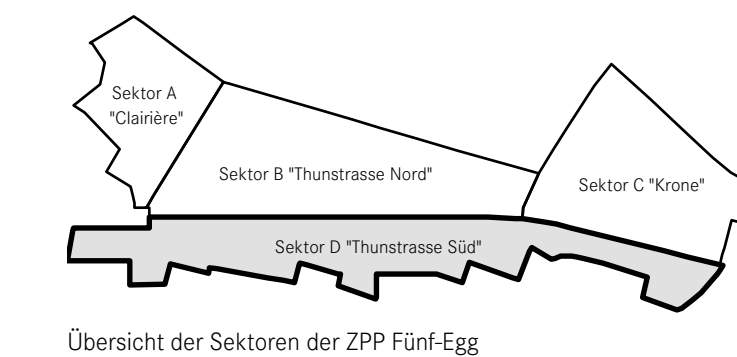 Sektor A
"Clairière"
Sektor B "Thunstrasse Nord"
Sektor C "Krone"
Sektor D "Thunstrasse Süd"
Übersicht der Sektoren der ZPP Fünf-Egg